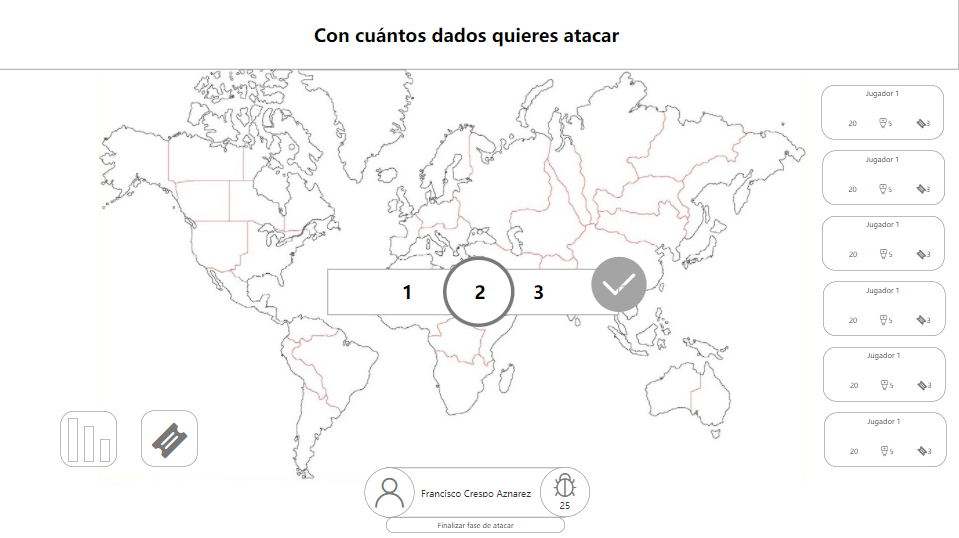 Con cuántos dados quieres atacar
Jugador 1
20 5 3
Jugador 1
20 5 3
Jugador 1
20 5 3
Jugador 1
20 5 3
Jugador 1
20 5 3
Jugador 1
20 5 3
1 2 3
Francisco Crespo Aznarez
25
Finalizar fase de atacar